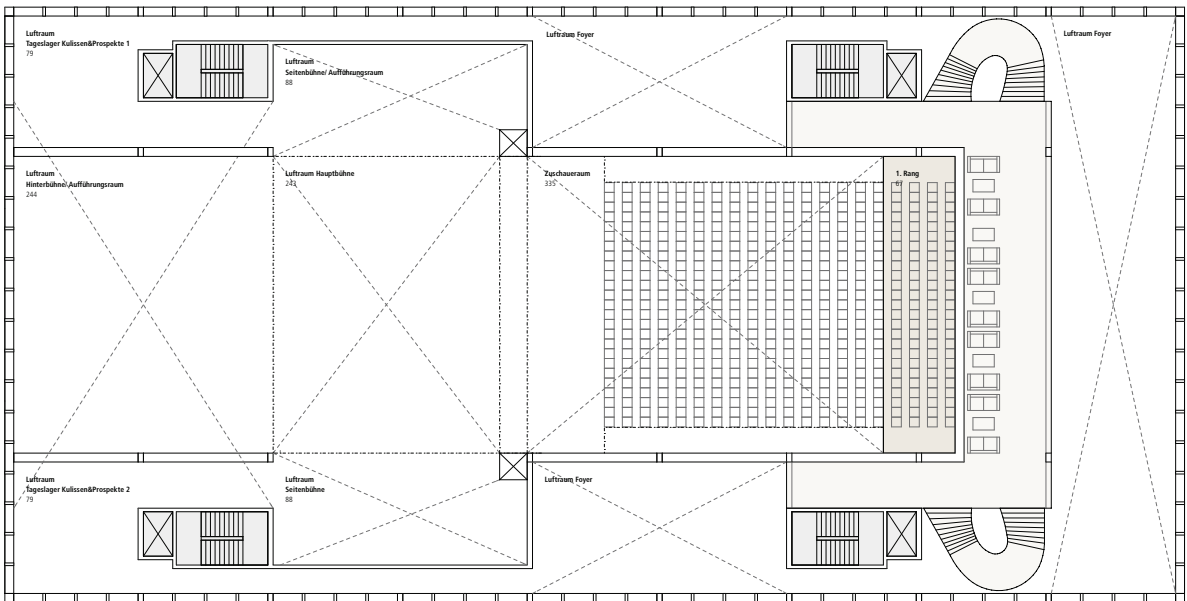 Luftraum
Tageslager Kulissen&Prospekte 1
79
Luftraum
Seitenbühne/ Aufführungsraum
88
Luftraum Foyer
Luftraum Foyer
Luftraum
Hinterbühne/ Aufführungsraum
244
Luftraum Hauptbühne
243
Zuschaueraum
335
1. Rang
67
Luftraum
Tageslager Kulissen&Prospekte 2
79
Luftraum
Seitenbühne
88
Luftraum Foyer